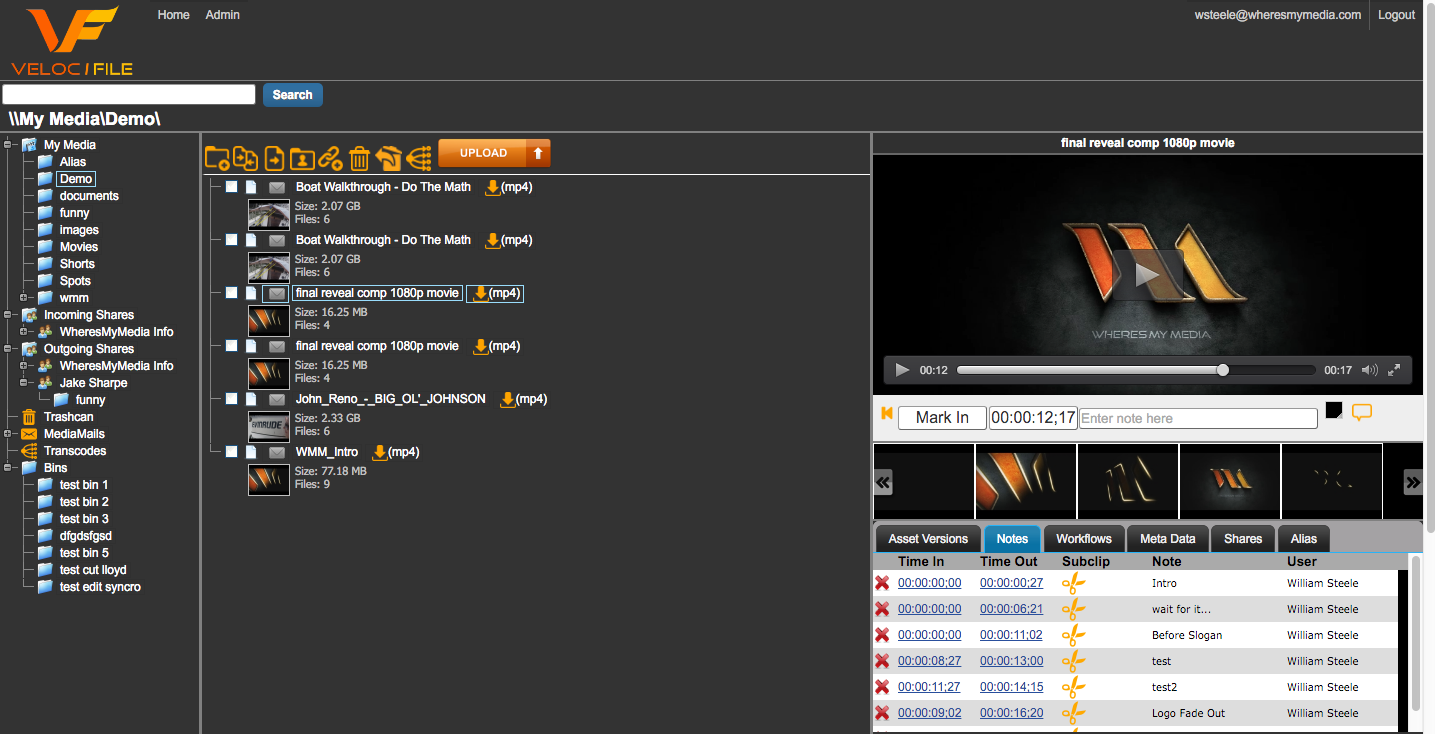 Home Admin
wsteele@wheresmymedia.com Logout
VELOCIFILE
Search
\\My Media\Demo\
My Media
Alias
Demo
documents
funny
images
Movies
Shorts
Spots
wmm
Incoming Shares
WheresMyMedia Info
Outgoing Shares
WheresMyMedia Info
Jake Sharpe
funny
Trashcan
MediaMails
Transcodes
Bins
test bin 1
test bin 2
test bin 3
dfgdsfgsd
test bin 5
test cut lloyd
test edit syncro
UPLOAD
Boat Walkthrough - Do The Math (mp4)
Size: 2.07 GB
Files: 6
Boat Walkthrough - Do The Math (mp4)
Size: 2.07 GB
Files: 6
final reveal comp 1080p movie (mp4)
Size: 16.25 MB
Files: 4
final reveal comp 1080p movie (mp4)
Size: 16.25 MB
Files: 4
John_Reno_-_BIG_OL'_JOHNSON (mp4)
EVINRUDE
Size: 2.33 GB
Files: 6
WMM_Intro (mp4)
Size: 77.18 MB
Files: 9
final reveal comp 1080p movie
WHERES MY MEDIA
00:12 00:17
Mark In 00:00:12;17 Enter note here
Asset Versions Notes Workflows Meta Data Shares Alias
Time In Time Out Subclip Note User
00:00:00;00 00:00:00;27 Intro William Steele
00:00:00;00 00:00:06;21 wait for it... William Steele
00:00:00;00 00:00:11;02 Before Slogan William Steele
00:00:08;27 00:00:13;00 test William Steele
00:00:11;27 00:00:14;15 test2 William Steele
00:00:09;02 00:00:16;20 Logo Fade Out William Steele